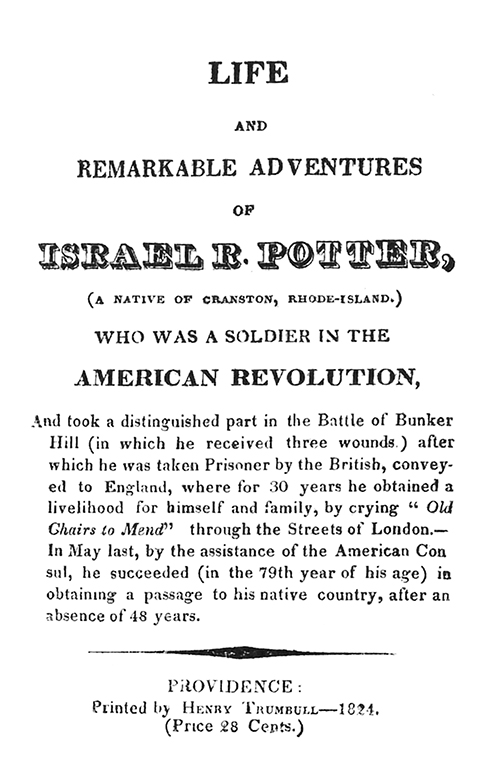 LIFE
AND
REMARKABLE ADVENTURES
OF
ISRAEL R. POTTER,
(A NATIVE OF CRANSTON, RHODE-ISLAND.)
WHO WAS A SOLDIER IN THE
AMERICAN REVOLUTION,
And took a distinguished part in the Battle of Bunker
Hill (in which he received three wounds.) after
which he was taken Prisoner by the British, convey-
ed to England, where for 30 years he obtained a
livelihood for himself and family, by crying “ Old
Chairs to Mend” through the Streets of London.—
In May last, by the assistance of the American Con
sul, he succeeded (in the 79th year of his age) in
obtaining a passage to his native country, after an
absence of 48 years.
PROVIDENCE:
Printed by HENRY TRUMBULL—1824.
(Price 28 Cents.)